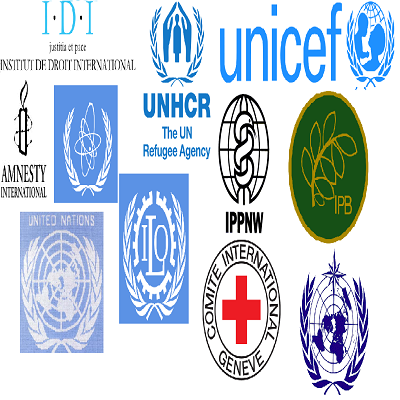 I·D·I
justitia et pace
INSTITUT DE DROIT INTERNATIONAL
UNHCR
The UN
Refugee Agency
unicef
AMNESTY
INTERNATIONAL
IPPNW
IPB
UNITED NATIONS
ILO
COMITE INTERNATIONAL
GENEVE